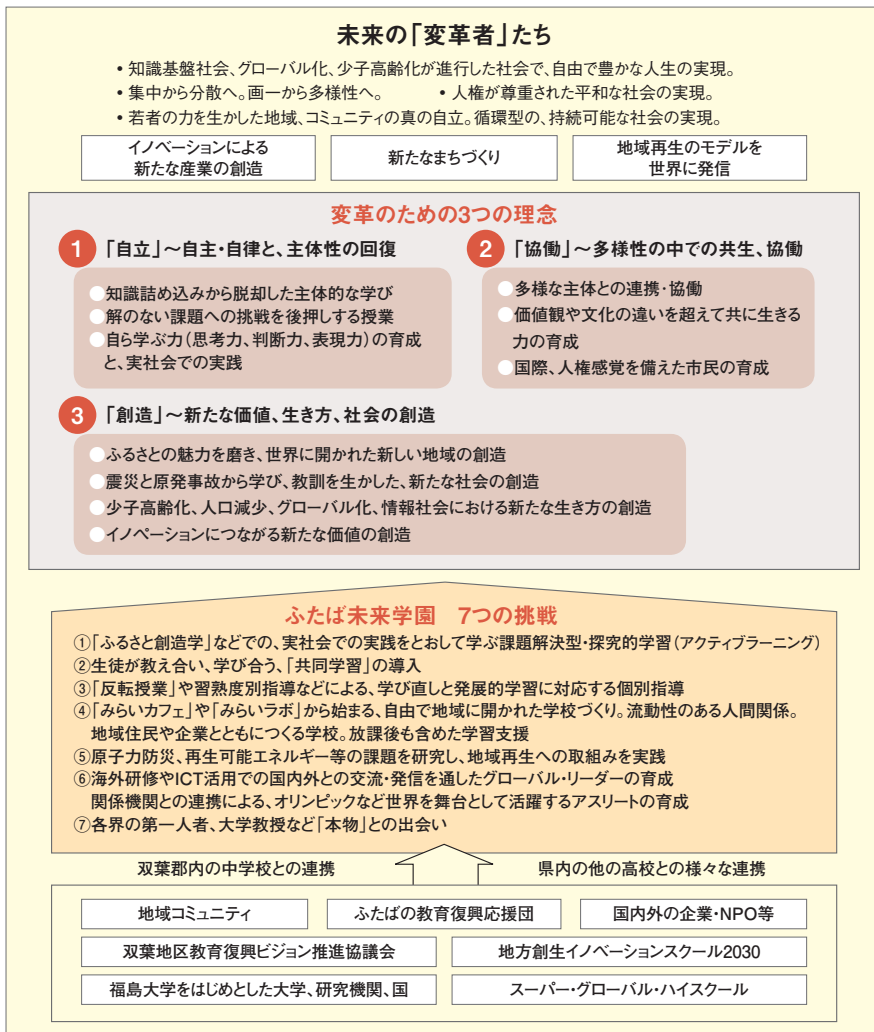 未来の「変革者」たち
• 知識基盤社会、グローバル化、少子高齢化が進行した社会で、自由で豊かな人生の実現。
• 集中から分散へ。画一から多様性へ。 • 人権が尊重された平和な社会の実現。
• 若者の力を生かした地域、コミュニティの真の自立。循環型の、持続可能な社会の実現。
イノベーションによる
新たな産業の創造
新たなまちづくり
地域再生のモデルを
世界に発信
変革のための3つの理念
1 「自立」～自主・自律と、主体性の回復
●知識詰め込みから脱却した主体的な学び
●解のない課題への挑戦を後押しする授業
●自ら学ぶ力(思考力、判断力、表現力)の育成
と、実社会での実践
2 「協働」～多様性の中での共生、協働
●多様な主体との連携・協働
●価値観や文化の違いを超えて共に生きる
力の育成
●国際、人権感覚を備えた市民の育成
3 「創造」～新たな価値、生き方、社会の創造
●ふるさとの魅力を磨き、世界に開かれた新しい地域の創造
●震災と原発事故から学び、教訓を生かした、新たな社会の創造
●少子高齢化、人口減少、グローバル化、情報社会における新たな生き方の創造
●イノペーションにつながる新たな価値の創造
ふたば未来学園 7つの挑戦
①「ふるさと創造学」などでの、実社会での実践をとおして学ぶ課題解決型・探究的学習(アクティブラーニング)
②生徒が教え合い、学び合う、「共同学習」の導入
③「反転授業」や習熟度別指導などによる、学び直しと発展的学習に対応する個別指導
④「みらいカフェ」や「みらいラボ」から始まる、自由で地域に開かれた学校づくり。流動性のある人間関係。
地域住民や企業とともにつくる学校。放課後も含めた学習支援
⑤原子力防災、再生可能エネルギー等の課題を研究し、地域再生への取組みを実践
⑥海外研修やICT活用での国内外との交流・発信を通したグローバル・リーダーの育成
関係機関との連携による、オリンピックなど世界を舞台として活躍するアスリートの育成
⑦各界の第一人者、大学教授など「本物」との出会い
双葉郡内の中学校との連携
県内の他の高校との様々な連携
地域コミュニティ
ふたばの教育復興応援団
国内外の企業・NPO等
双葉地区教育復興ビジョン推進協議会
地方創生イノベーションスクール2030
福島大学をはじめとした大学、研究機関、国
スーパー・グローバル・ハイスクール